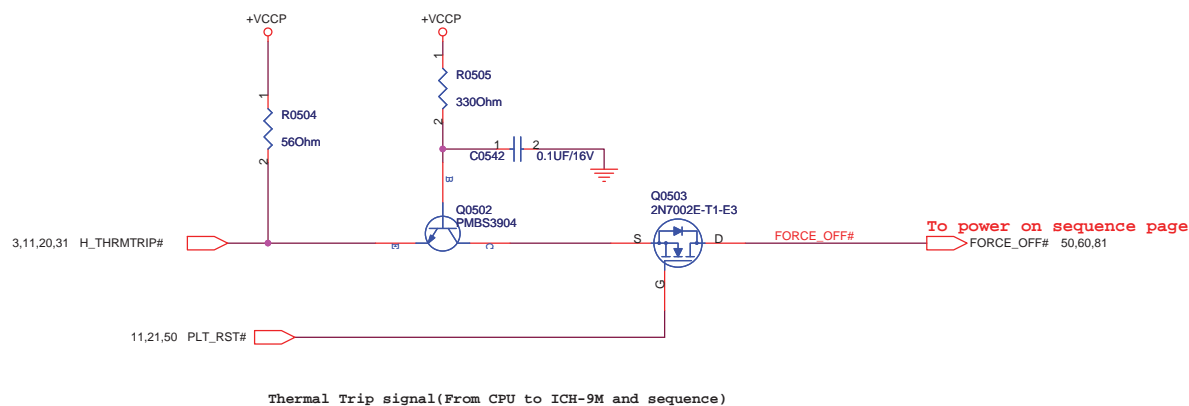 +VCCP
+VCCP
1
R0504
56Ohm
2
1
R0505
330Ohm
2
1 2
C0542 0.1UF/16V
B
Q0502
PMBS3904
E C
Q0503
2N7002E-T1-E3
S D
G
3,11,20,31 H_THRMTRIP#
FORCE_OFF#
To power on sequence page
FORCE_OFF# 50,60,81
11,21,50 PLT_RST#
Thermal Trip signal(From CPU to ICH-9M and sequence)